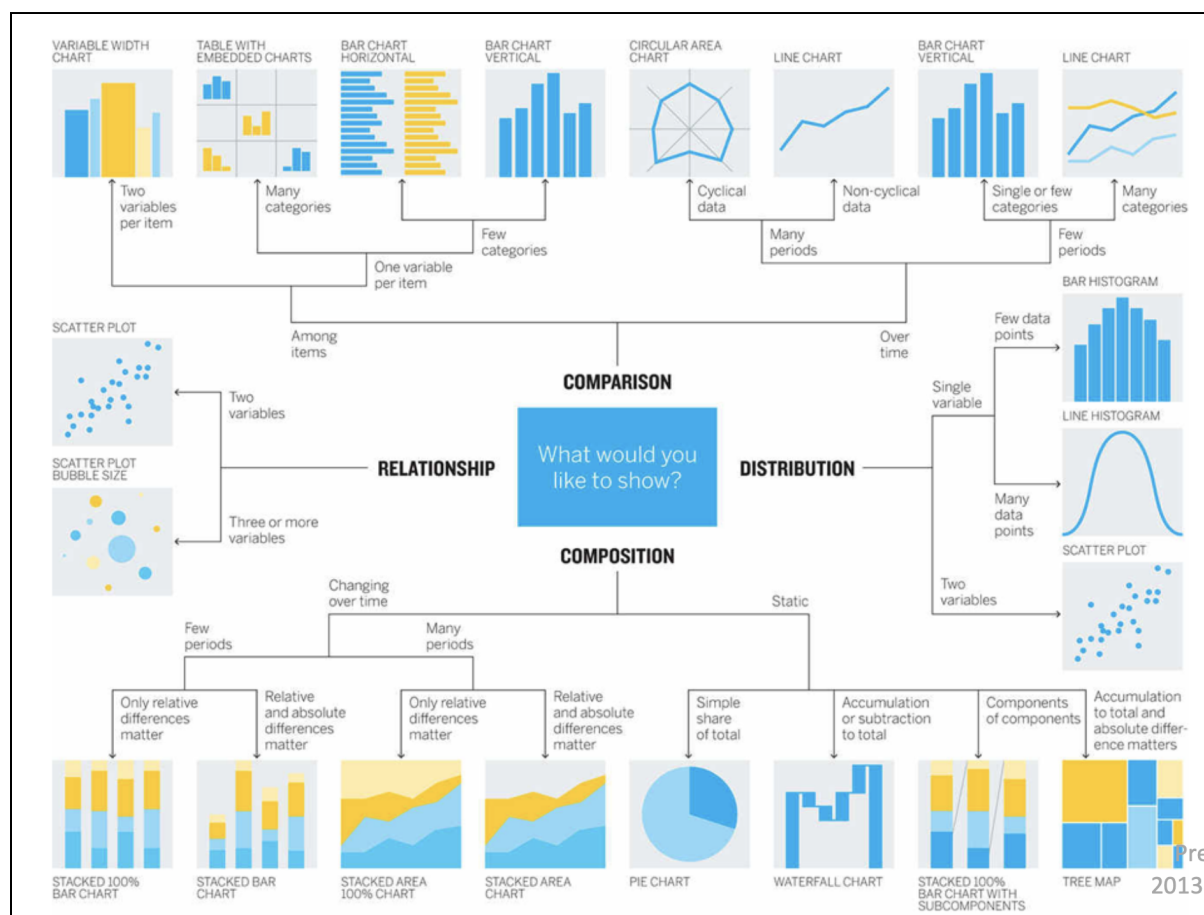 VARIABLE WIDTH
CHART
TABLE WITH
EMBEDDED CHARTS
BAR CHART
HORIZONTAL
BAR CHART
VERTICAL
CIRCULAR AREA
CHART
LINE CHART
BAR CHART
VERTICAL
LINE CHART
Two
variables
per item
Many
categories
Few
categories
One variable
per item
Cyclical
data
Non-cyclical
data
Many
periods
Single or few
categories
Many
categories
Few
periods
Among
items
Over
time
COMPARISON
What would you
like to show?
SCATTER PLOT
Two
variables
RELATIONSHIP
SCATTER PLOT
BUBBLE SIZE
Three or more
variables
DISTRIBUTION
Single
variable
Few data
points
BAR HISTOGRAM
LINE HISTOGRAM
Many
data
points
Two
variables
SCATTER PLOT
COMPOSITION
Changing
over time
Static
Few
periods
Many
periods
Only relative
differences
matter
Relative
and absolute
differences
matter
Only relative
differences
matter
Relative
and absolute
differences
matter
Simple
share
of total
Accumulation
or subtraction
to total
Components
of components
Accumulation
to total and
absolute differ-
ence matters
STACKED 100%
BAR CHART
STACKED BAR
CHART
STACKED AREA
100% CHART
STACKED AREA
CHART
PIE CHART
WATERFALL CHART
STACKED 100%
BAR CHART WITH
SUBCOMPONENTS
TREE MAP
Pre
2013